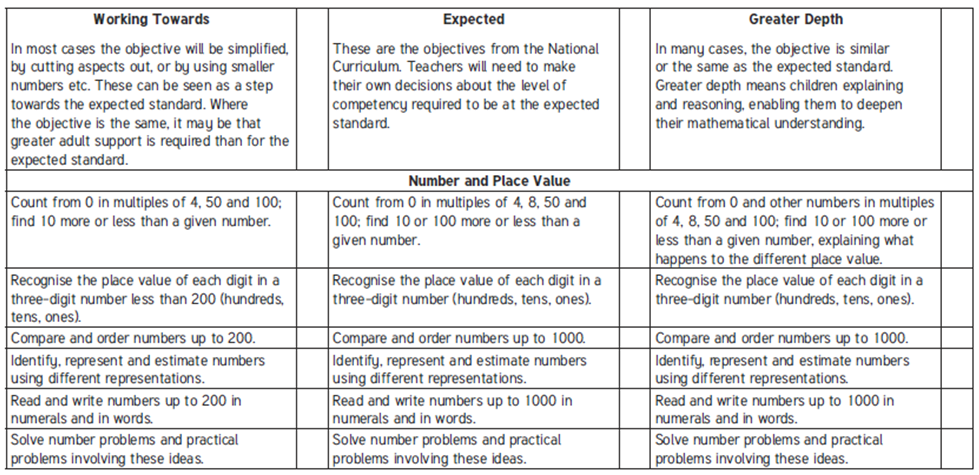 Working Towards
Expected
Greater Depth
In most cases the objective will be simplified,
by cutting aspects out, or by using smaller
numbers etc. These can be seen as a step
towards the expected standard. Where
the objective is the same, it may be that
greater adult support is required than for the
expected standard.
These are the objectives from the National
Curriculum. Teachers will need to make
their own decisions about the level of
competency required to be at the expected
standard.
In many cases, the objective is similar
or the same as the expected standard.
Greater depth means children explaining
and reasoning, enabling them to deepen
their mathematical understanding.
Number and Place Value
Count from 0 in multiples of 4, 50 and 100;
find 10 more or less than a given number.
Count from 0 in multiples of 4, 8, 50 and
100; find 10 or 100 more or less than a
given number.
Count from 0 and other numbers in multiples
of 4, 8, 50 and 100; find 10 or 100 more or
less than a given number, explaining what
happens to the different place value.
Recognise the place value of each digit in a
three-digit number less than 200 (hundreds,
tens, ones).
Recognise the place value of each digit in a
three-digit number (hundreds, tens, ones).
Recognise the place value of each digit in a
three-digit number (hundreds, tens, ones).
Compare and order numbers up to 200.
Compare and order numbers up to 1000.
Compare and order numbers up to 1000.
Identify, represent and estimate numbers
using different representations.
Identify, represent and estimate numbers
using different representations.
Identify, represent and estimate numbers
using different representations.
Read and write numbers up to 200 in
numerals and in words.
Read and write numbers up to 1000 in
numerals and in words.
Read and write numbers up to 1000 in
numerals and in words.
Solve number problems and practical
problems involving these ideas.
Solve number problems and practical
problems involving these ideas.
Solve number problems and practical
problems involving these ideas.